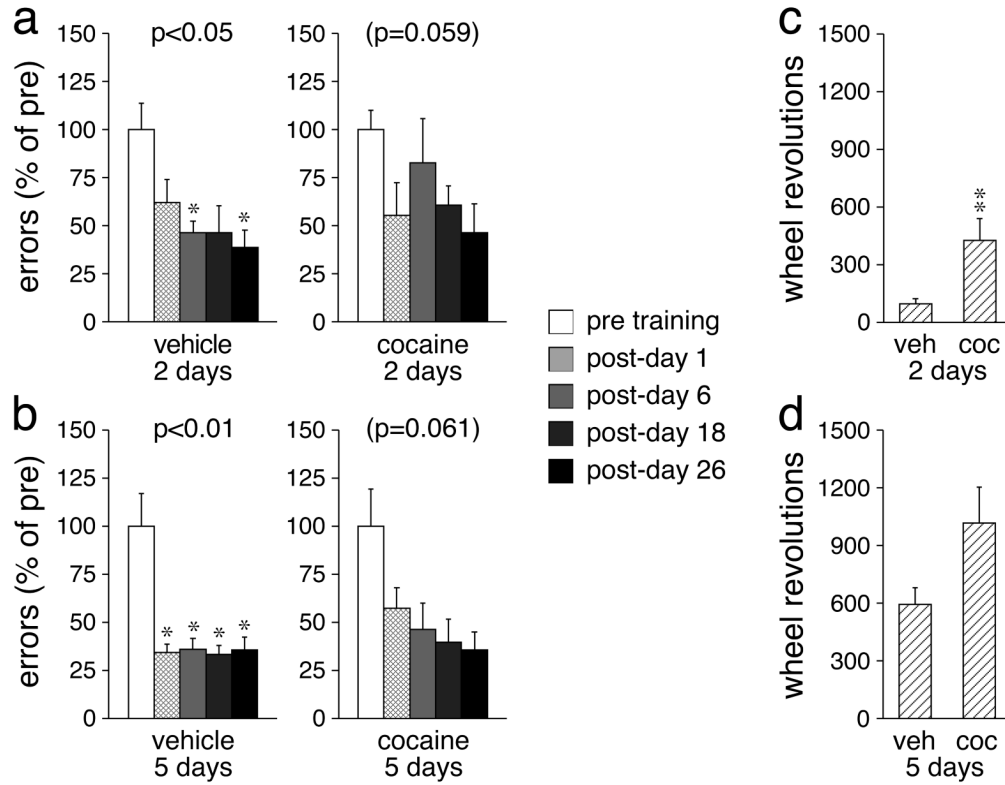 a
errors (% of pre)
150
125
100
75
50
25
0
p<0.05
*
*
vehicle
2 days
150
125
100
75
50
25
0
(p=0.059)
cocaine
2 days
pre training
post-day 1
post-day 6
post-day 18
post-day 26
c
wheel revolutions
1500
1200
900
600
300
0
**
veh
coc
2 days
b
errors (% of pre)
150
125
100
75
50
25
0
p<0.01
*
*
*
*
vehicle
5 days
150
125
100
75
50
25
0
(p=0.061)
cocaine
5 days
d
wheel revolutions
1500
1200
900
600
300
0
veh
coc
5 days